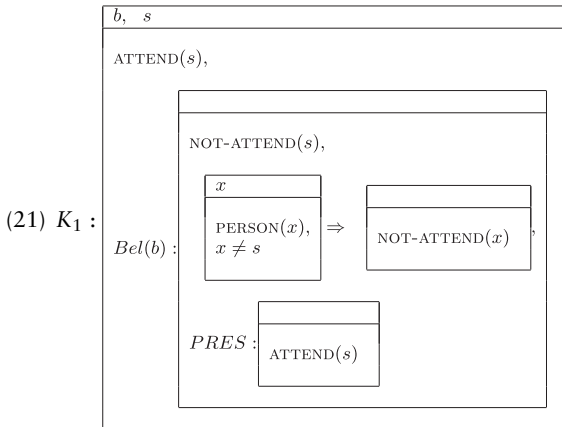 b, s
ATTEND(s),
NOT-ATTEND(s),
x
PERSON(x),
x ≠ s
⇒
NOT-ATTEND(x)
,
(21) K₁ :
Bel(b) :
PRES :
ATTEND(s)